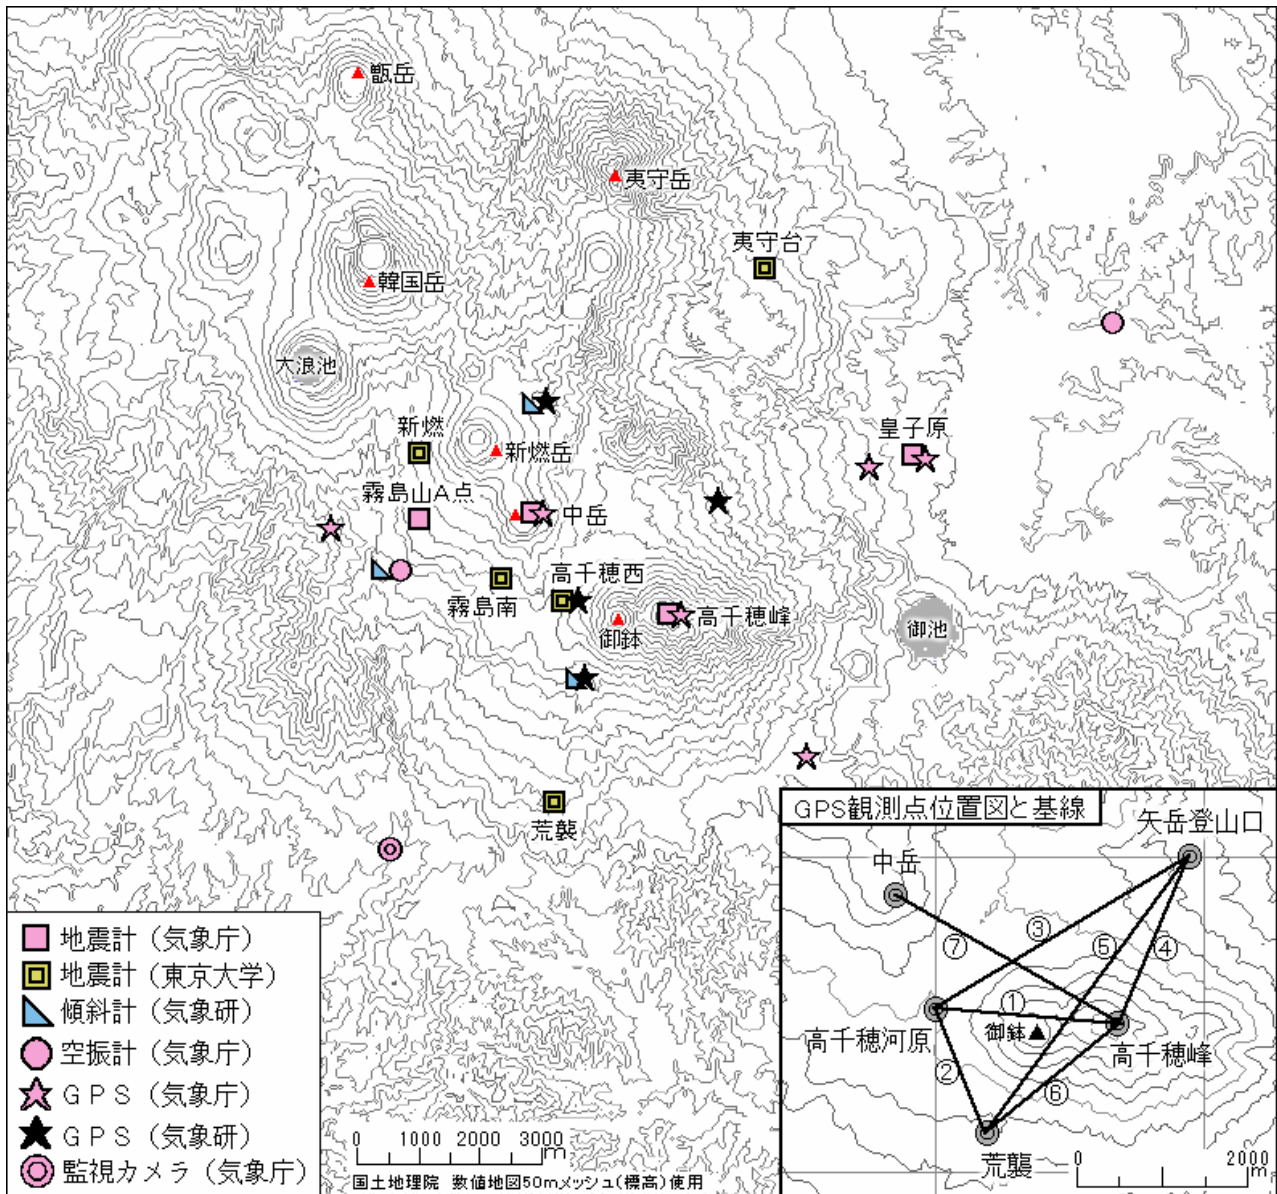 甑岳
夷守岳
夷守台
韓国岳
大浪池
新燃
新燃岳
皇子原
霧島山A点
中岳
高千穂西
霧島南
高千穂峰
御鉢
御池
荒襲
地震計（気象庁）
地震計（東京大学）
傾斜計（気象研）
空振計（気象庁）
ＧＰＳ（気象庁）
ＧＰＳ（気象研）
監視カメラ（気象庁）
0 1000 2000 3000
m
国土地理院 数値地図50mメッシュ(標高)使用
GPS観測点位置図と基線
矢岳登山口
中岳
③
⑦
⑤
④
①
御鉢
高千穂河原
高千穂峰
②
⑥
荒襲
0 2000
m